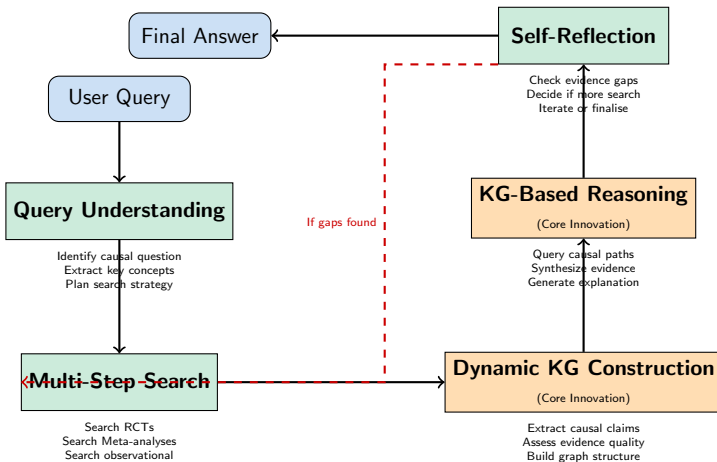 Final Answer
Self-Reflection
Check evidence gaps
Decide if more search
Iterate or finalise
User Query
Query Understanding
Identify causal question
Extract key concepts
Plan search strategy
KG-Based Reasoning
(Core Innovation)
Query causal paths
Synthesize evidence
Generate explanation
If gaps found
Multi-Step Search
Search RCTs
Search Meta-analyses
Search observational
Dynamic KG Construction
(Core Innovation)
Extract causal claims
Assess evidence quality
Build graph structure